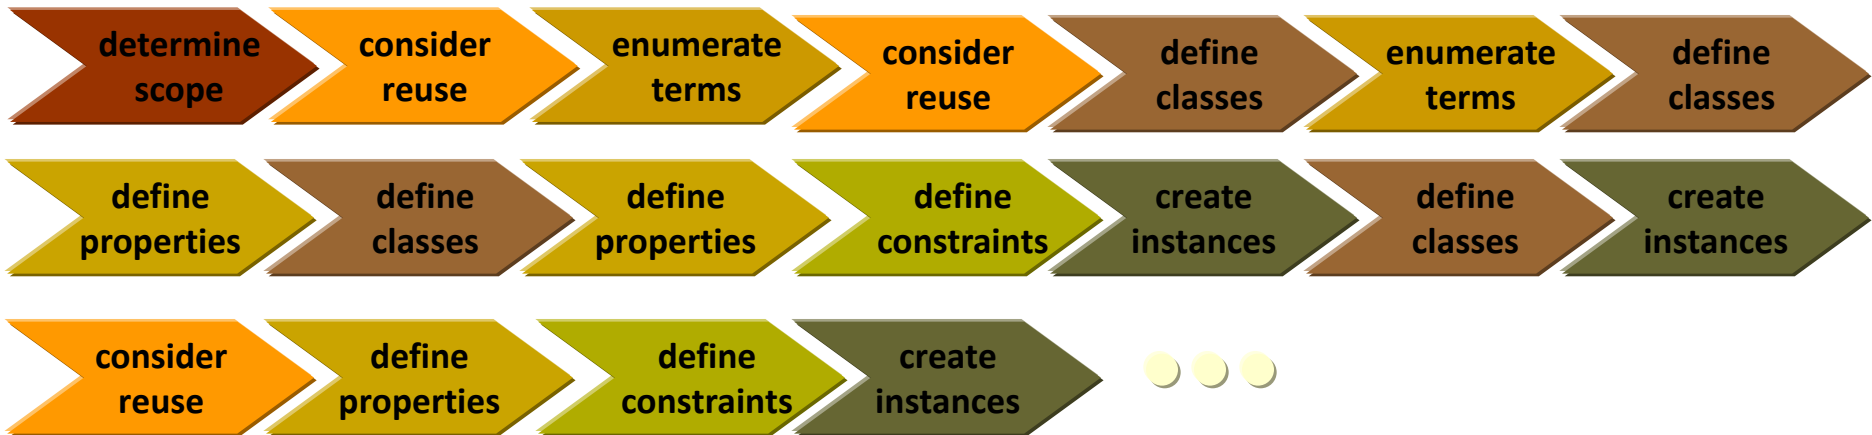 determine
scope
consider
reuse
enumerate
terms
consider
reuse
define
classes
enumerate
terms
define
classes
define
properties
define
classes
define
properties
define
constraints
create
instances
define
classes
create
instances
consider
reuse
define
properties
define
constraints
create
instances